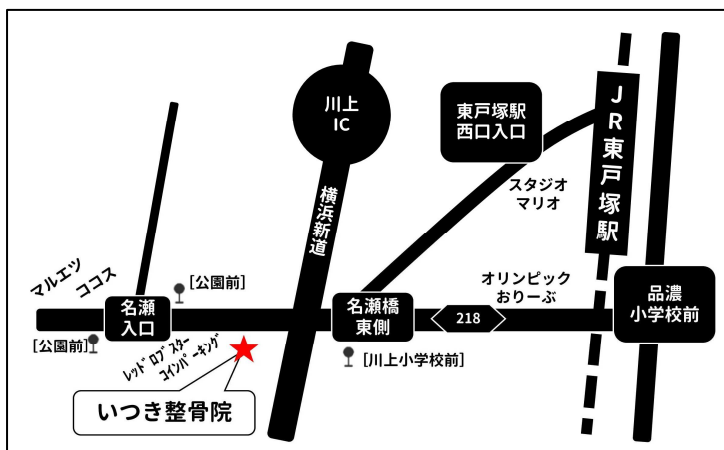 川上
IC
東戸塚駅
西口入口
JR東戸塚駅
横浜新道
スタジオ
マリオ
マルエツ
ココス
[公園前]
名瀬
入口
[公園前]
レッドロブスター
コインパーキング
名瀬橋
東側
218
オリンピック
おりーぶ
品濃
小学校前
[川上小学校前]
いつき整骨院